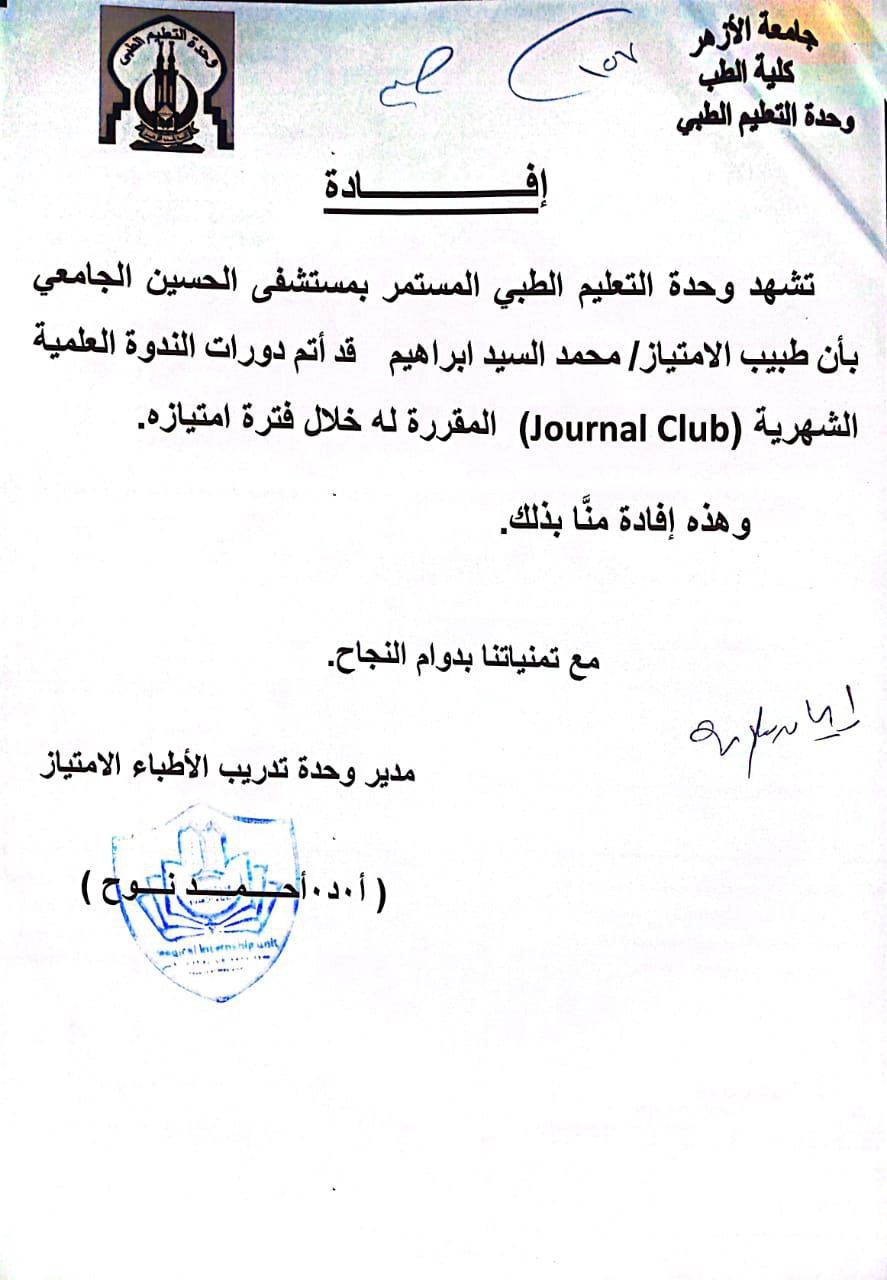 جامعة الأزهر
كلية الطب
وحدة التعليم الطبي
وحدة التعليم الطبي
١٥٧
إفـــــــــــــادة
تشهد وحدة التعليم الطبي المستمر بمستشفى الحسين الجامعي
بأن طبيب الامتياز/ محمد السيد ابراهيم قد أتم دورات الندوة العلمية
الشهرية (Journal Club) المقررة له خلال فترة امتيازه.
وهذه إفادة منَّا بذلك.
مع تمنياتنا بدوام النجاح.
مدير وحدة تدريب الأطباء الامتياز
( أ.د.أحـــمـــد نـــوح )
Medical Internship unit